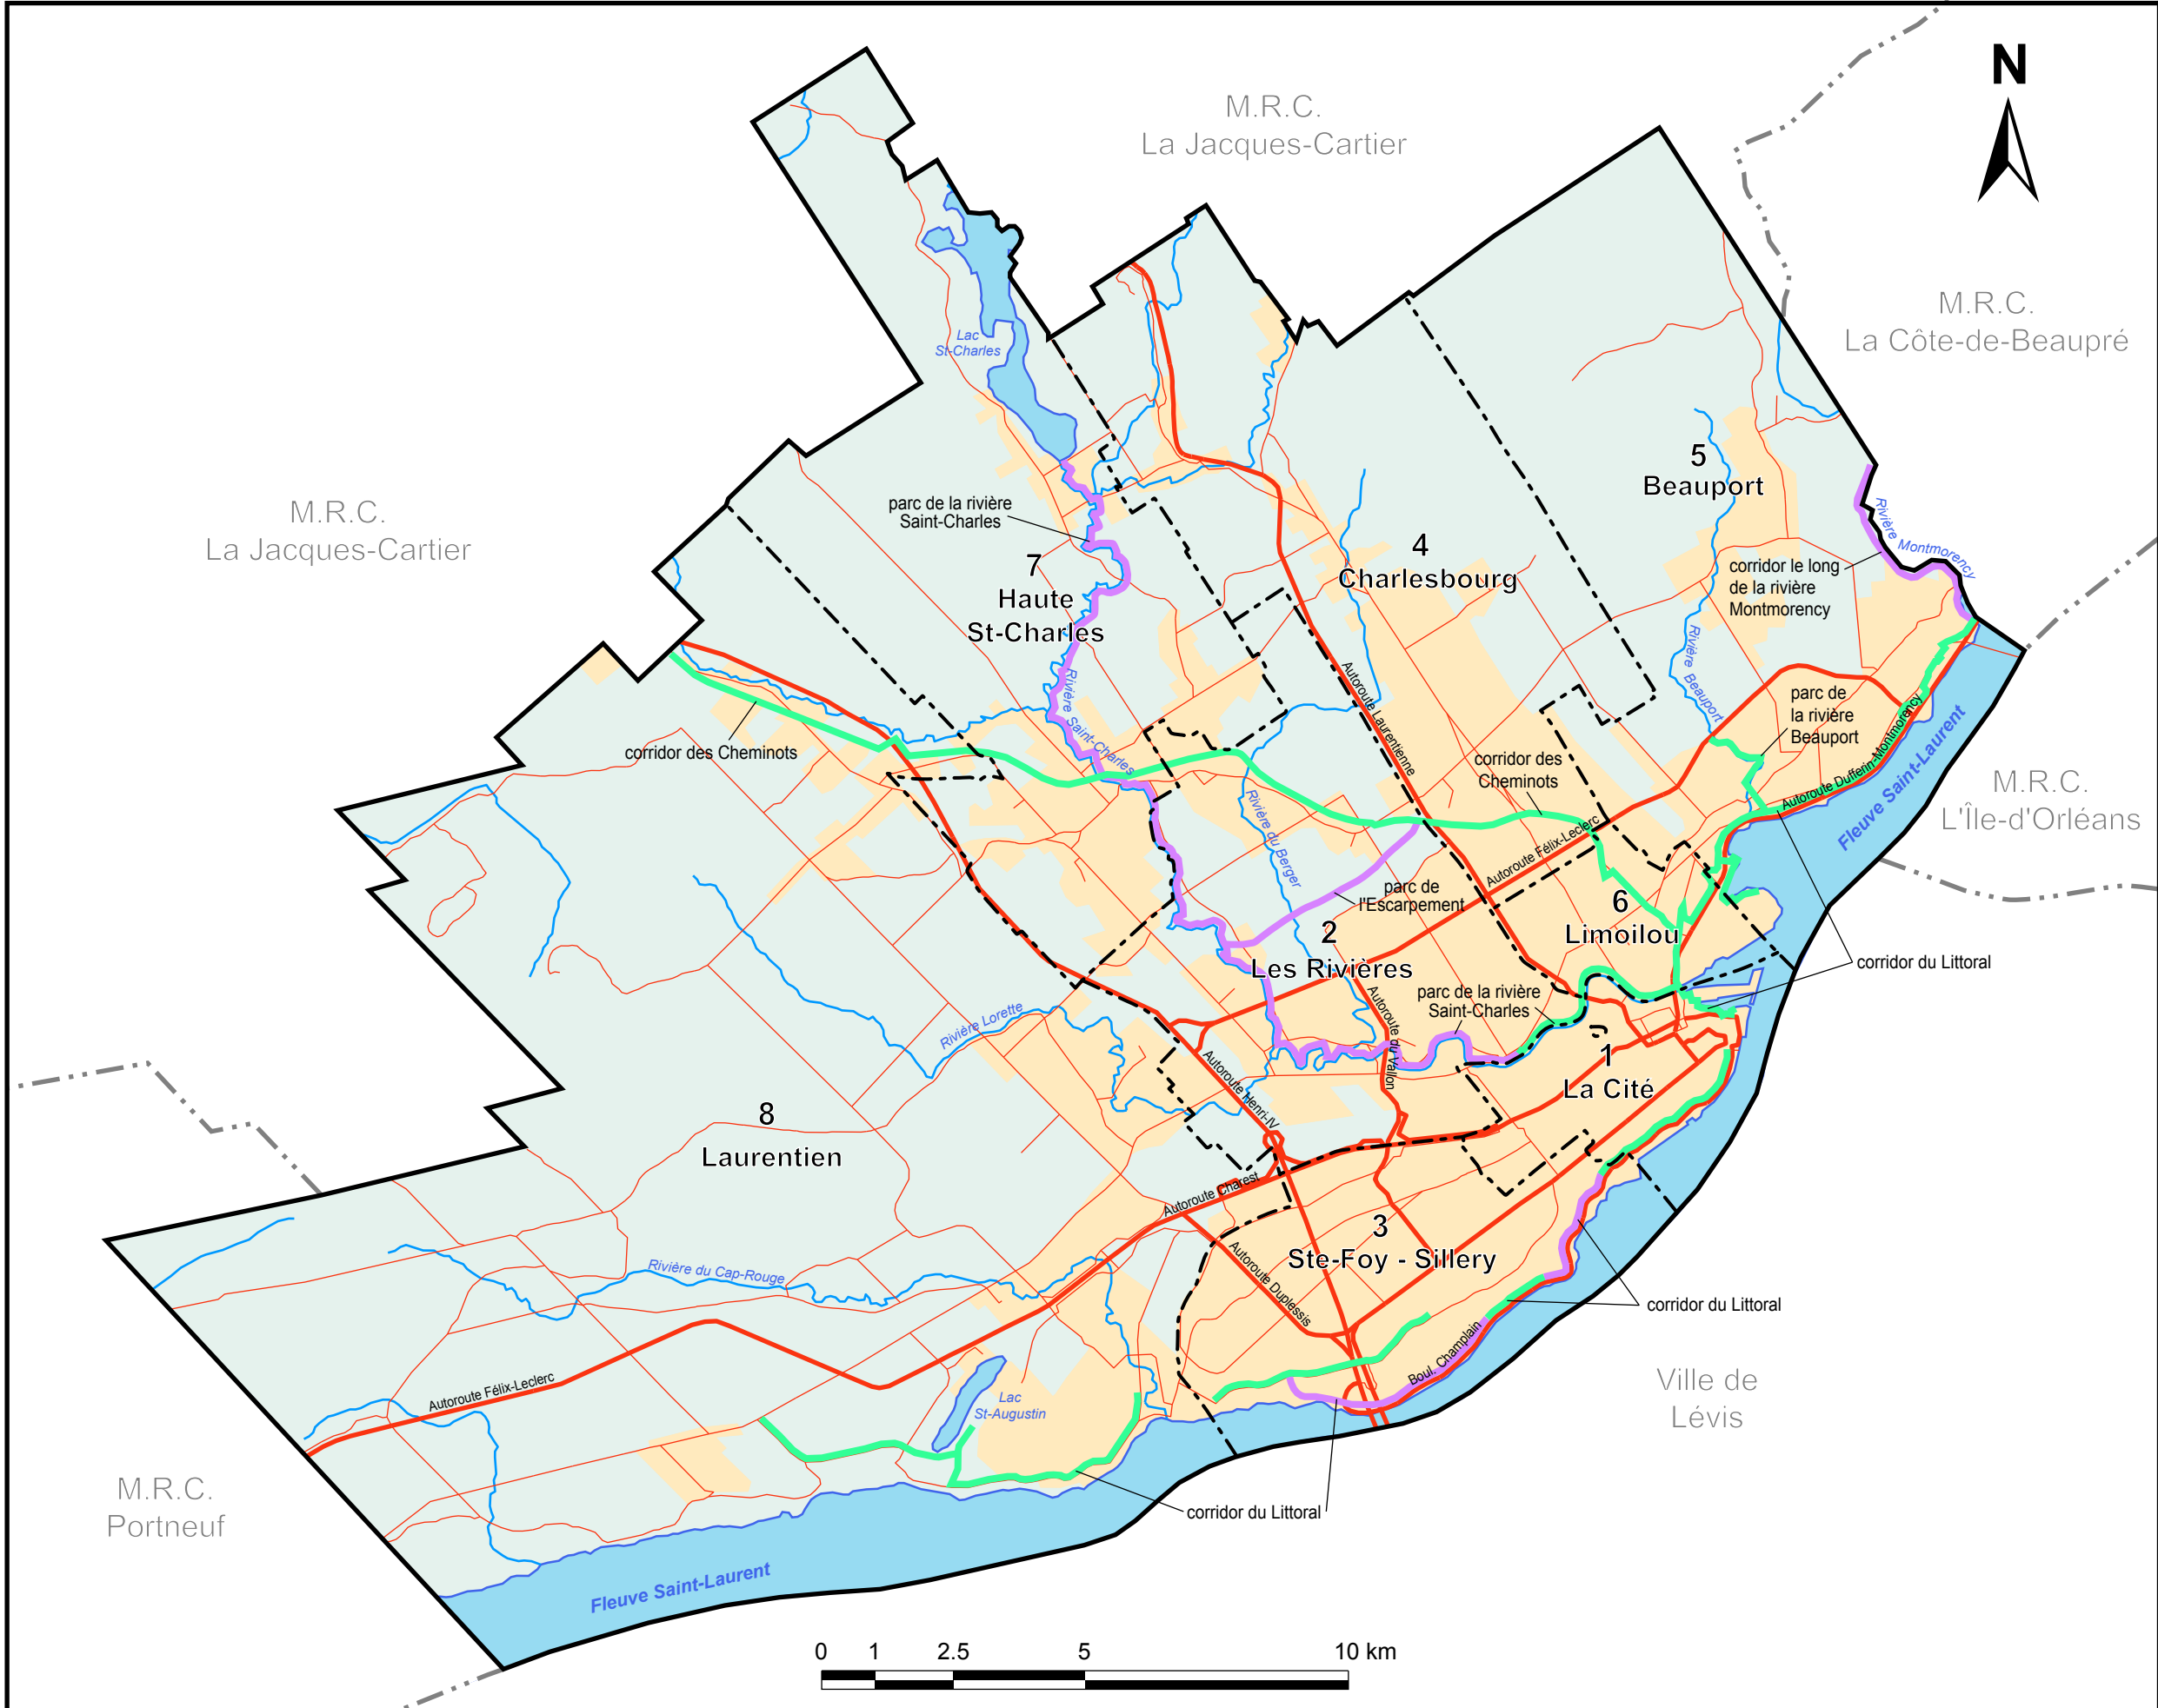 N
M.R.C.
La Jacques-Cartier
M.R.C.
La Côte-de-Beaupré
Lac
St-Charles
5
Beauport
parc de la rivière
Saint-Charles
M.R.C.
La Jacques-Cartier
Rivière Montmorency
4
Charlesbourg
7
Haute
St-Charles
corridor le long
de la rivière
Montmorency
Rivière Beauport
Autoroute Laurentienne
Rivière Saint-Charles
parc de
la rivière
Beauport
corridor des Cheminots
corridor des
Cheminots
Autoroute Dufferin-Montmorency
Fleuve Saint-Laurent
M.R.C.
L'Île-d'Orléans
Rivière du Berger
Autoroute Félix-Leclerc
parc de
l'Escarpement
6
Limoilou
2
Les Rivières
corridor du Littoral
parc de la rivière
Saint-Charles
Autoroute du Vallon
Rivière Lorette
Autoroute Henri-IV
1
La Cité
8
Laurentien
Autoroute Charest
3
Ste-Foy - Sillery
Autoroute Duplessis
Rivière du Cap-Rouge
corridor du Littoral
Boul. Champlain
Autoroute Félix-Leclerc
Lac
St-Augustin
Ville de
Lévis
M.R.C.
Portneuf
corridor du Littoral
Fleuve Saint-Laurent
0 1 2.5 5 10 km